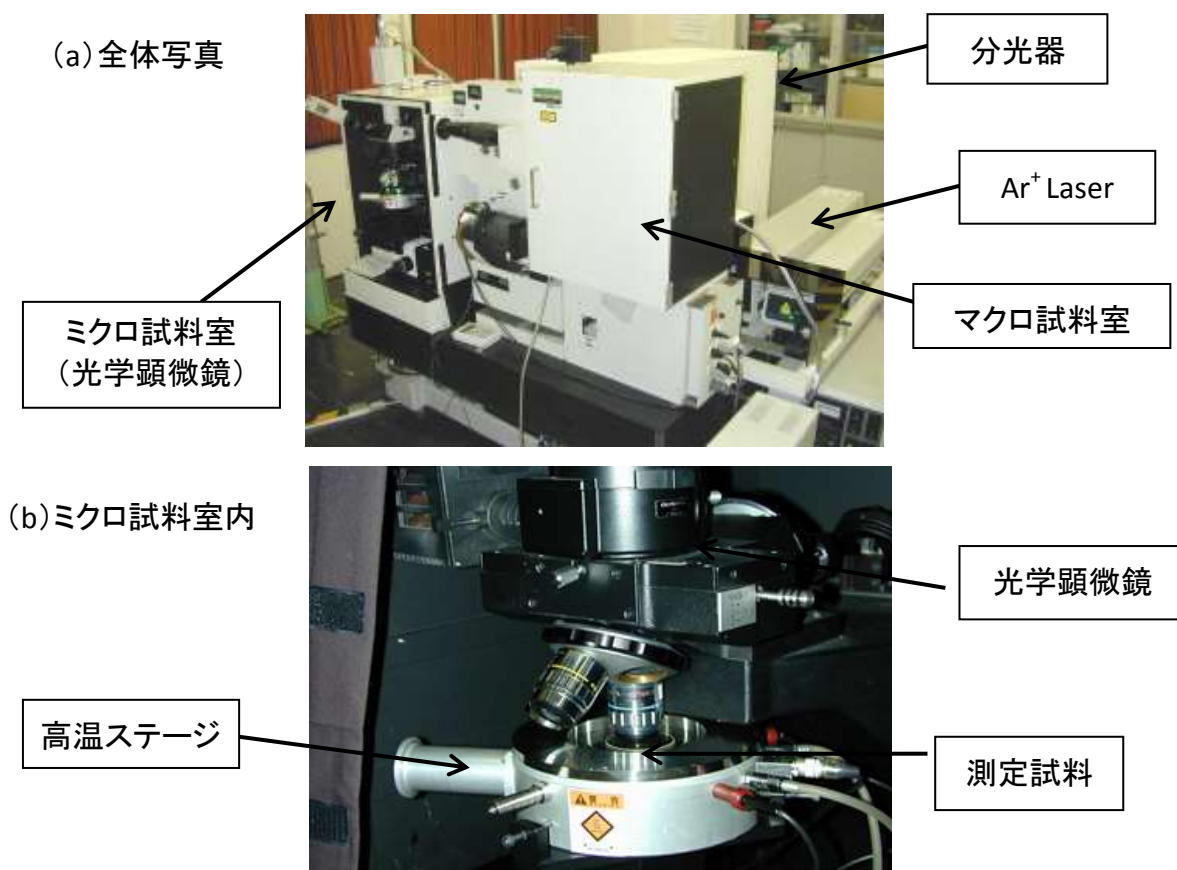 (a)全体写真
分光器
Ar⁺ Laser
マクロ試料室
ミクロ試料室
(光学顕微鏡)
(b)ミクロ試料室内
光学顕微鏡
高温ステージ
測定試料